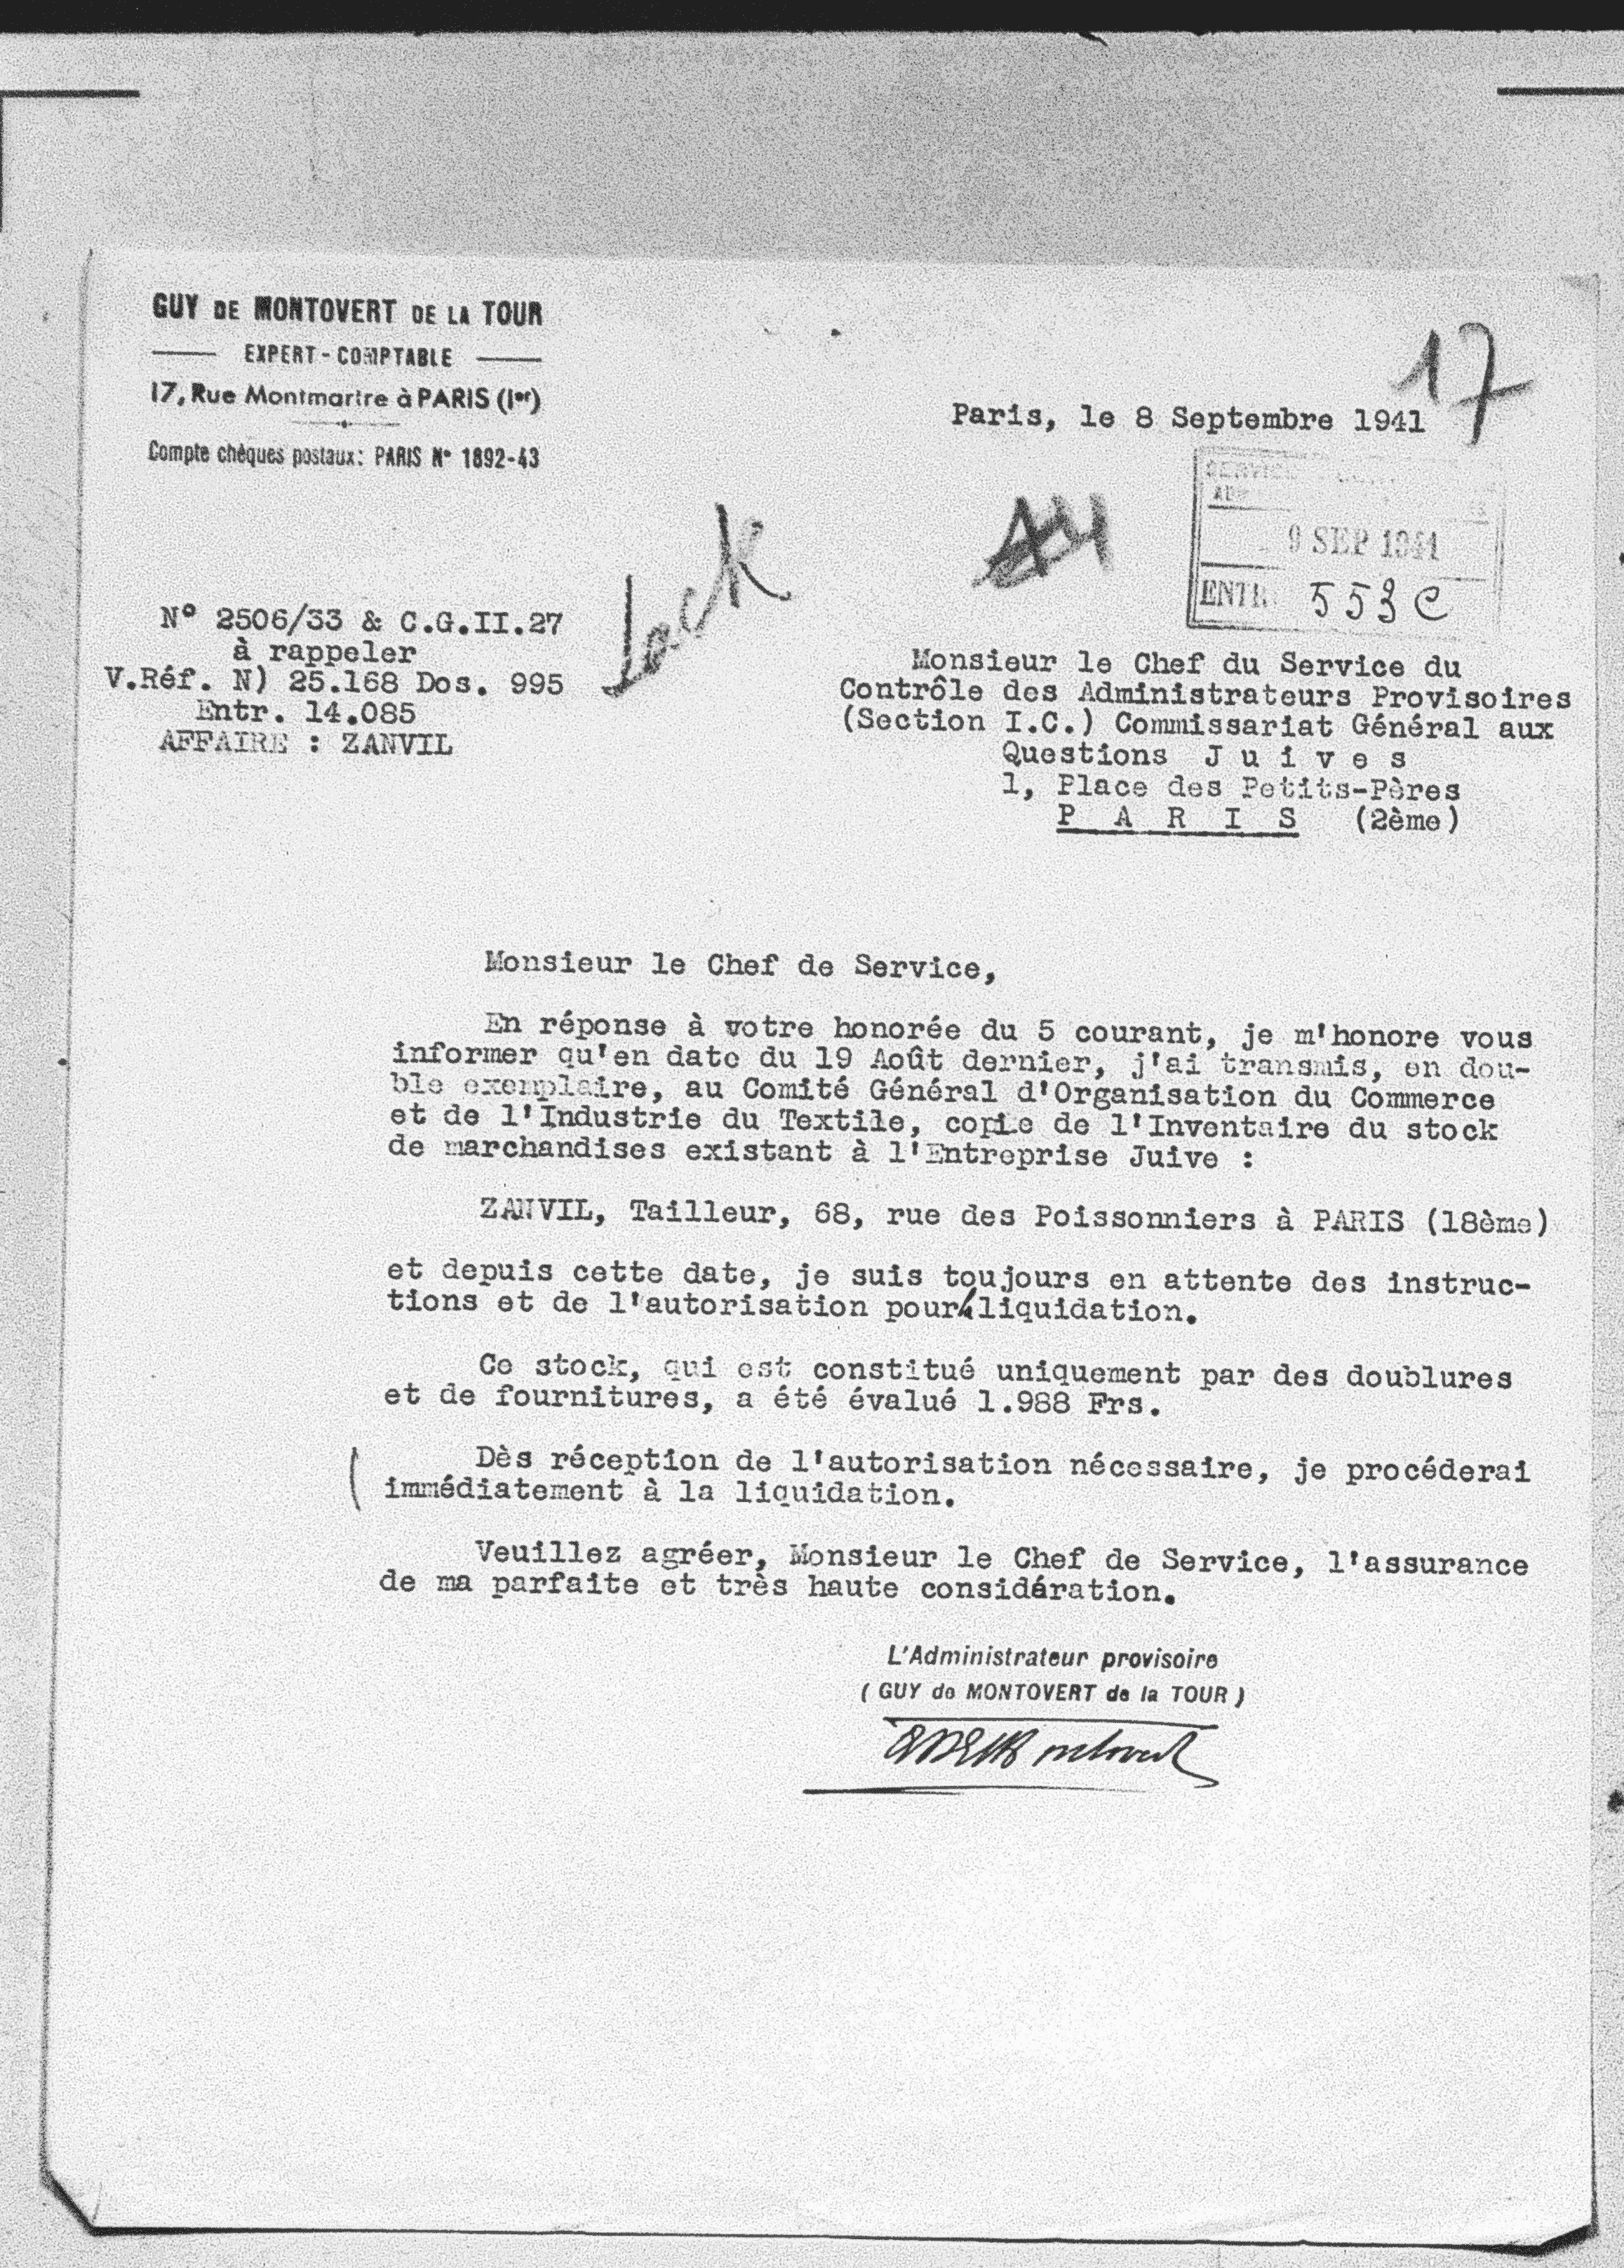 GUY DE MONTOVERT DE LA TOUR
EXPERT-COMPTABLE
17, Rue Montmartre à PARIS (Ier)
Compte chèques postaux: PARIS N° 1892-43
17
Paris, le 8 Septembre 1941
SERVICE
9 SEP 1941
ENTR
553 C
N° 2506/33 & C.G.II.27
à rappeler
V.Réf. N) 25.168 Dos. 995
Entr. 14.085
AFFAIRE : ZANVIL
Monsieur le Chef du Service du
Contrôle des Administrateurs Provisoires
(Section I.C.) Commissariat Général aux
Questions J u i v e s
1, Place des Petits-Pères
P A R I S (2ème)
Monsieur le Chef de Service,
En réponse à votre honorée du 5 courant, je m'honore vous
informer qu'en date du 19 Août dernier, j'ai transmis, en dou-
ble exemplaire, au Comité Général d'Organisation du Commerce
et de l'Industrie du Textile, copie de l'Inventaire du stock
de marchandises existant à l'Entreprise Juive :
ZANVIL, Tailleur, 68, rue des Poissonniers à PARIS (18ème)
et depuis cette date, je suis toujours en attente des instruc-
tions et de l'autorisation pour la liquidation.
Ce stock, qui est constitué uniquement par des doublures
et de fournitures, a été évalué 1.988 Frs.
Dès réception de l'autorisation nécessaire, je procéderai
immédiatement à la liquidation.
Veuillez agréer, Monsieur le Chef de Service, l'assurance
de ma parfaite et très haute considération.
L'Administrateur provisoire
( GUY de MONTOVERT de la TOUR )